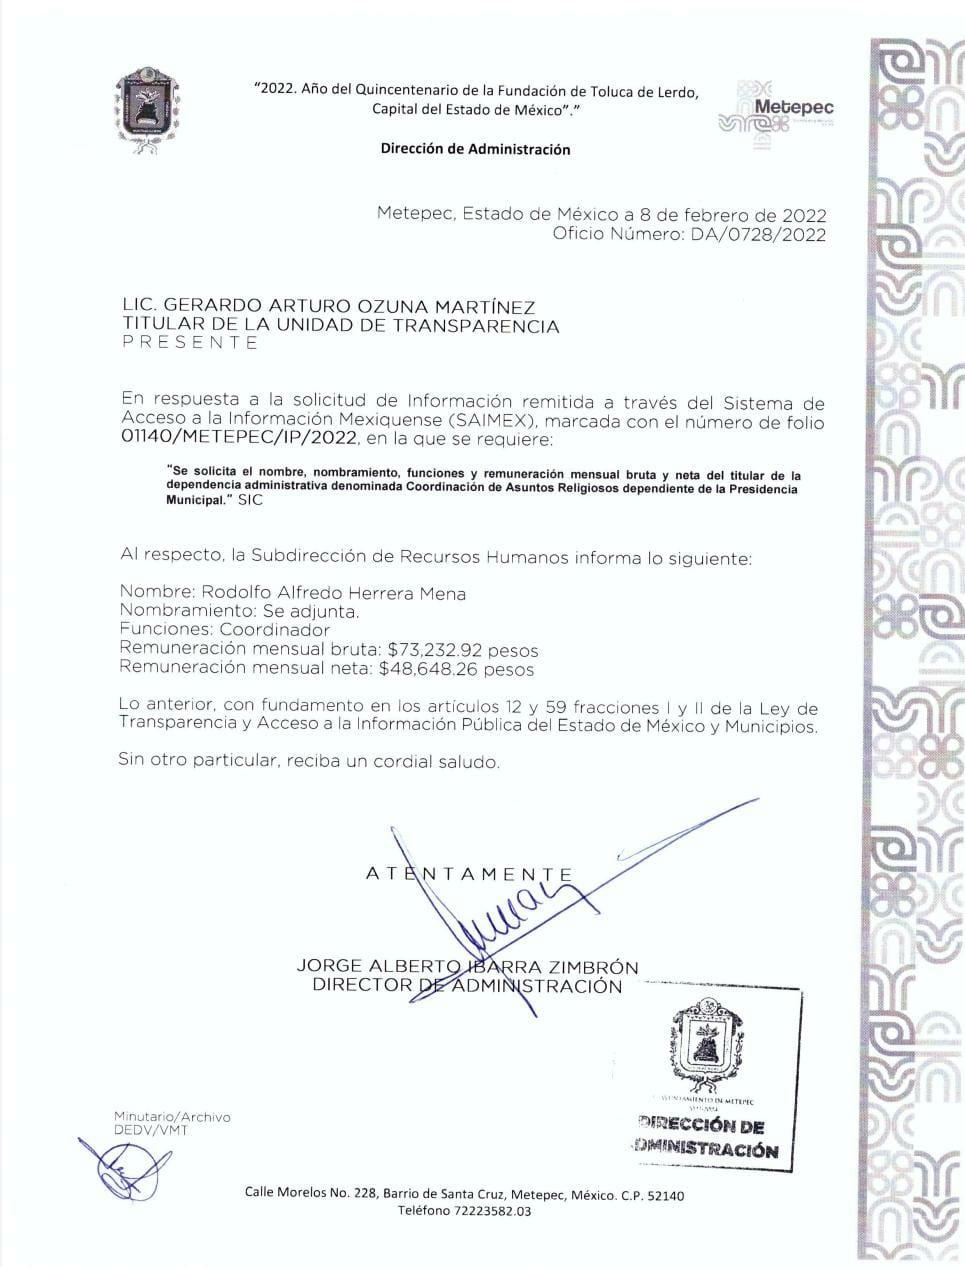 “2022. Año del Quincentenario de la Fundación de Toluca de Lerdo,
Capital del Estado de México”.”
Metepec
Dirección de Administración
Metepec, Estado de México a 8 de febrero de 2022
Oficio Número: DA/0728/2022
LIC. GERARDO ARTURO OZUNA MARTÍNEZ
TITULAR DE LA UNIDAD DE TRANSPARENCIA
P R E S E N T E
En respuesta a la solicitud de Información remitida a través del Sistema de
Acceso a la Información Mexiquense (SAIMEX), marcada con el número de folio
01140/METEPEC/IP/2022, en la que se requiere:
“Se solicita el nombre, nombramiento, funciones y remuneración mensual bruta y neta del titular de la
dependencia administrativa denominada Coordinación de Asuntos Religiosos dependiente de la Presidencia
Municipal.” SIC
Al respecto, la Subdirección de Recursos Humanos informa lo siguiente:
Nombre: Rodolfo Alfredo Herrera Mena
Nombramiento: Se adjunta.
Funciones: Coordinador
Remuneración mensual bruta: $73,232.92 pesos
Remuneración mensual neta: $48,648.26 pesos
Lo anterior, con fundamento en los artículos 12 y 59 fracciones I y II de la Ley de
Transparencia y Acceso a la Información Pública del Estado de México y Municipios.
Sin otro particular, reciba un cordial saludo.
A T E N T A M E N T E
JORGE ALBERTO IBARRA ZIMBRÓN
DIRECTOR DE ADMINISTRACIÓN
AYUNTAMIENTO DE METEPEC
DIRECCIÓN DE
ADMINISTRACIÓN
Minutario/Archivo
DEDV/VMT
Calle Morelos No. 228, Barrio de Santa Cruz, Metepec, México. C.P. 52140
Teléfono 72223582.03